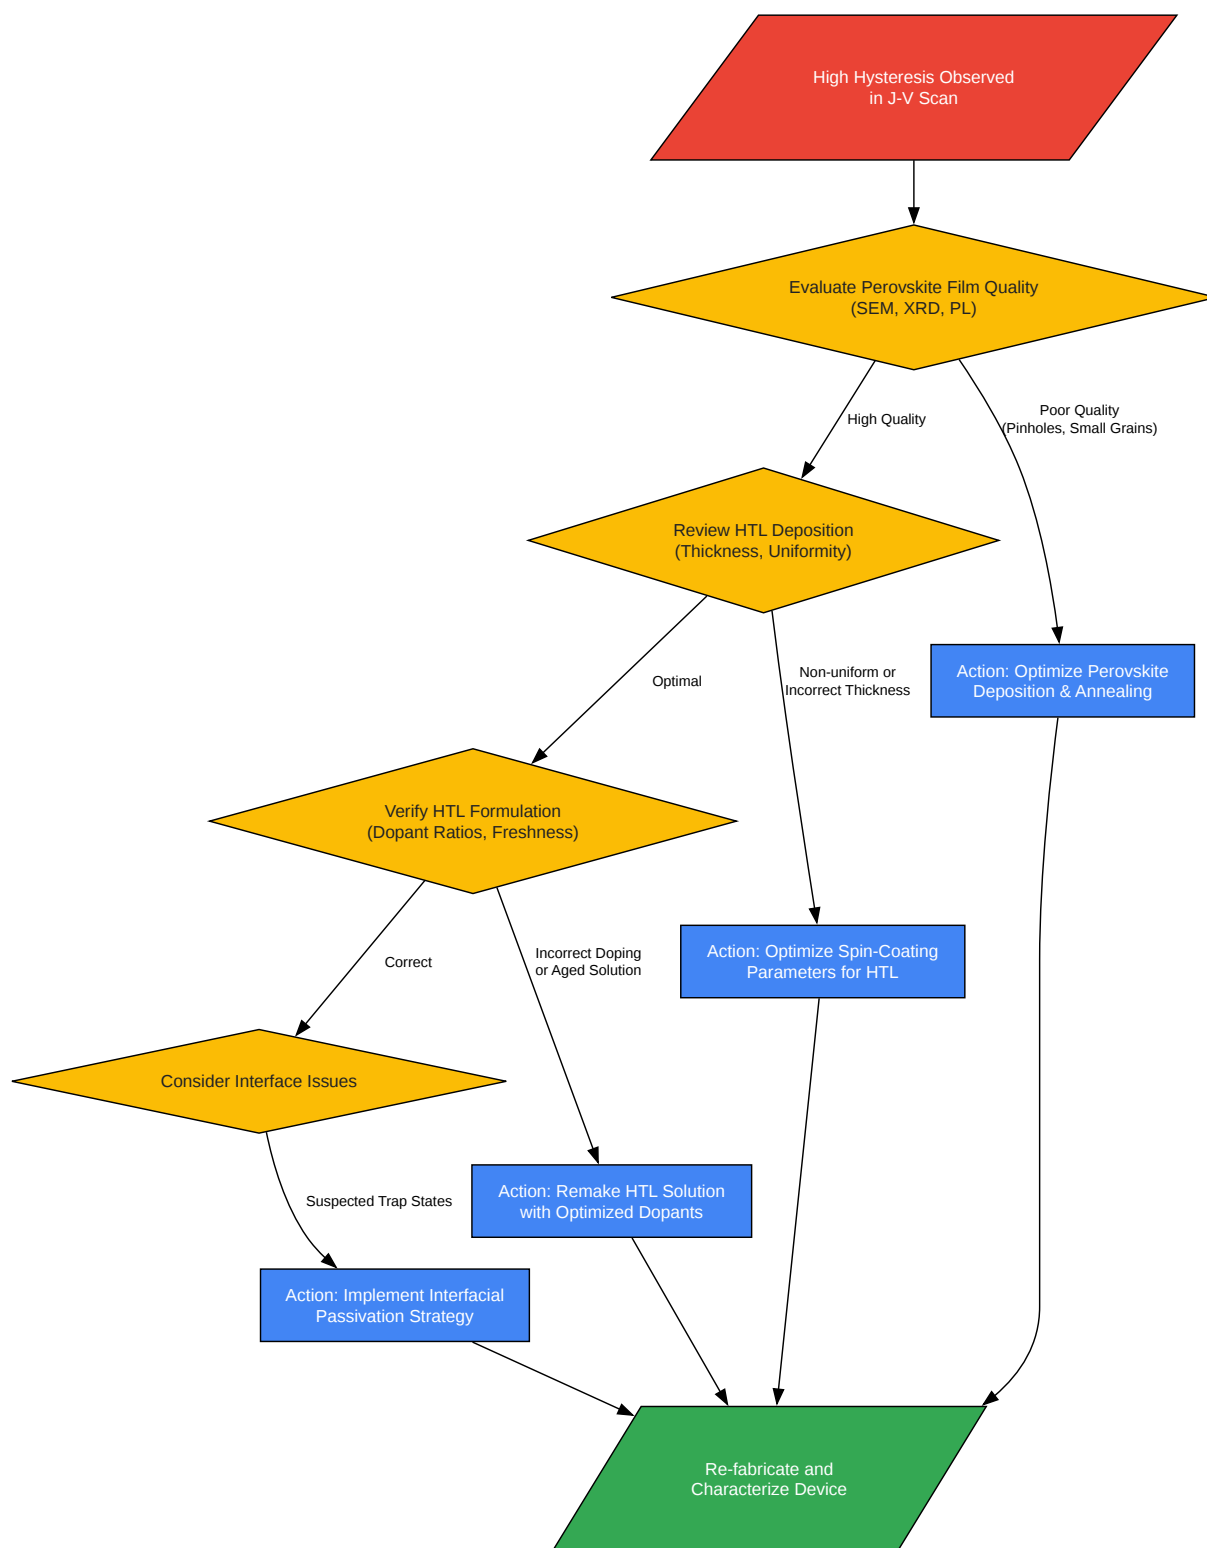 High Hysteresis Observed
in J-V Scan
Evaluate Perovskite Film Quality
(SEM, XRD, PL)
High Quality
Poor Quality
(Pinholes, Small Grains)
Review HTL Deposition
(Thickness, Uniformity)
Optimal
Non-uniform or
Incorrect Thickness
Action: Optimize Perovskite
Deposition & Annealing
Verify HTL Formulation
(Dopant Ratios, Freshness)
Correct
Incorrect Doping
or Aged Solution
Action: Optimize Spin-Coating
Parameters for HTL
Consider Interface Issues
Suspected Trap States
Action: Remake HTL Solution
with Optimized Dopants
Action: Implement Interfacial
Passivation Strategy
Re-fabricate and
Characterize Device